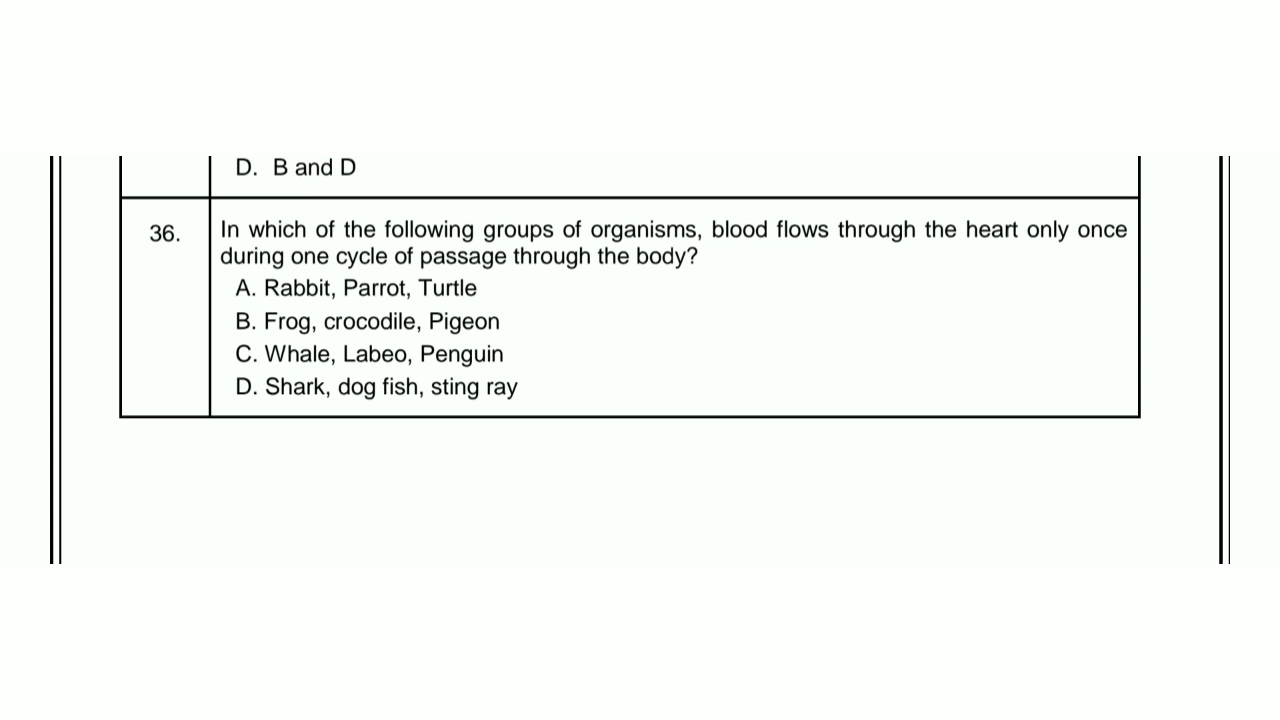 D. B and D
36.
In which of the following groups of organisms, blood flows through the heart only once
during one cycle of passage through the body?
A. Rabbit, Parrot, Turtle
B. Frog, crocodile, Pigeon
C. Whale, Labeo, Penguin
D. Shark, dog fish, sting ray